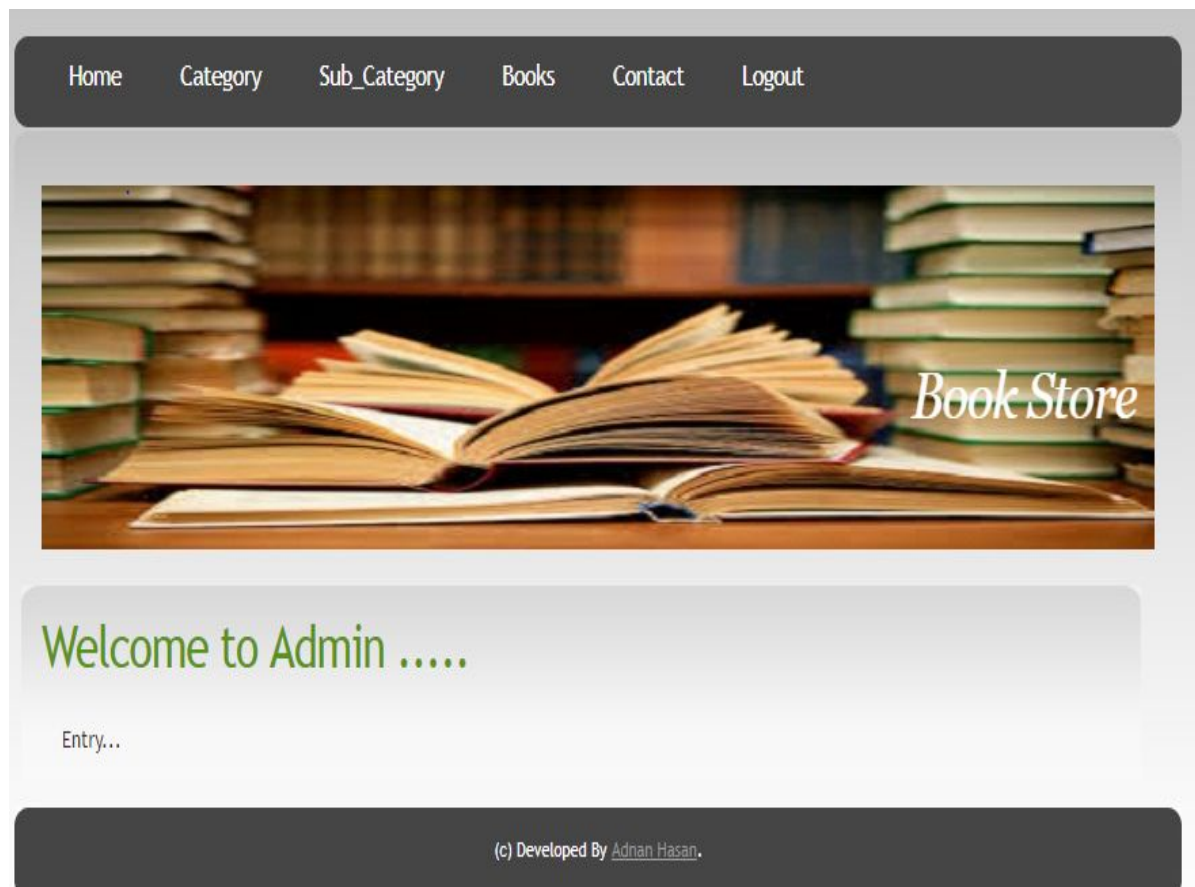 Home Category Sub_Category Books Contact Logout
Book Store
Welcome to Admin .....
Entry...
(c) Developed By Adnan Hasan.